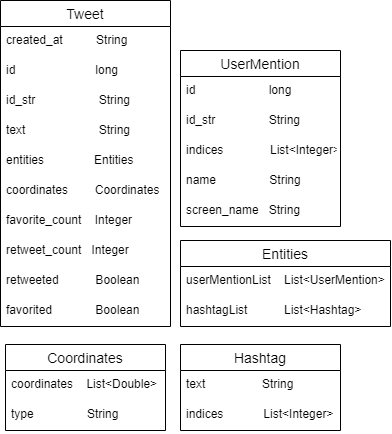 Tweet
created_at String
id long
id_str String
text String
entities Entities
coordinates Coordinates
favorite_count Integer
retweet_count Integer
retweeted Boolean
favorited Boolean
UserMention
id long
id_str String
indices List<Integer>
name String
screen_name String
Entities
userMentionList List<UserMention>
hashtagList List<Hashtag>
Coordinates
coordinates List<Double>
type String
Hashtag
text String
indices List<Integer>